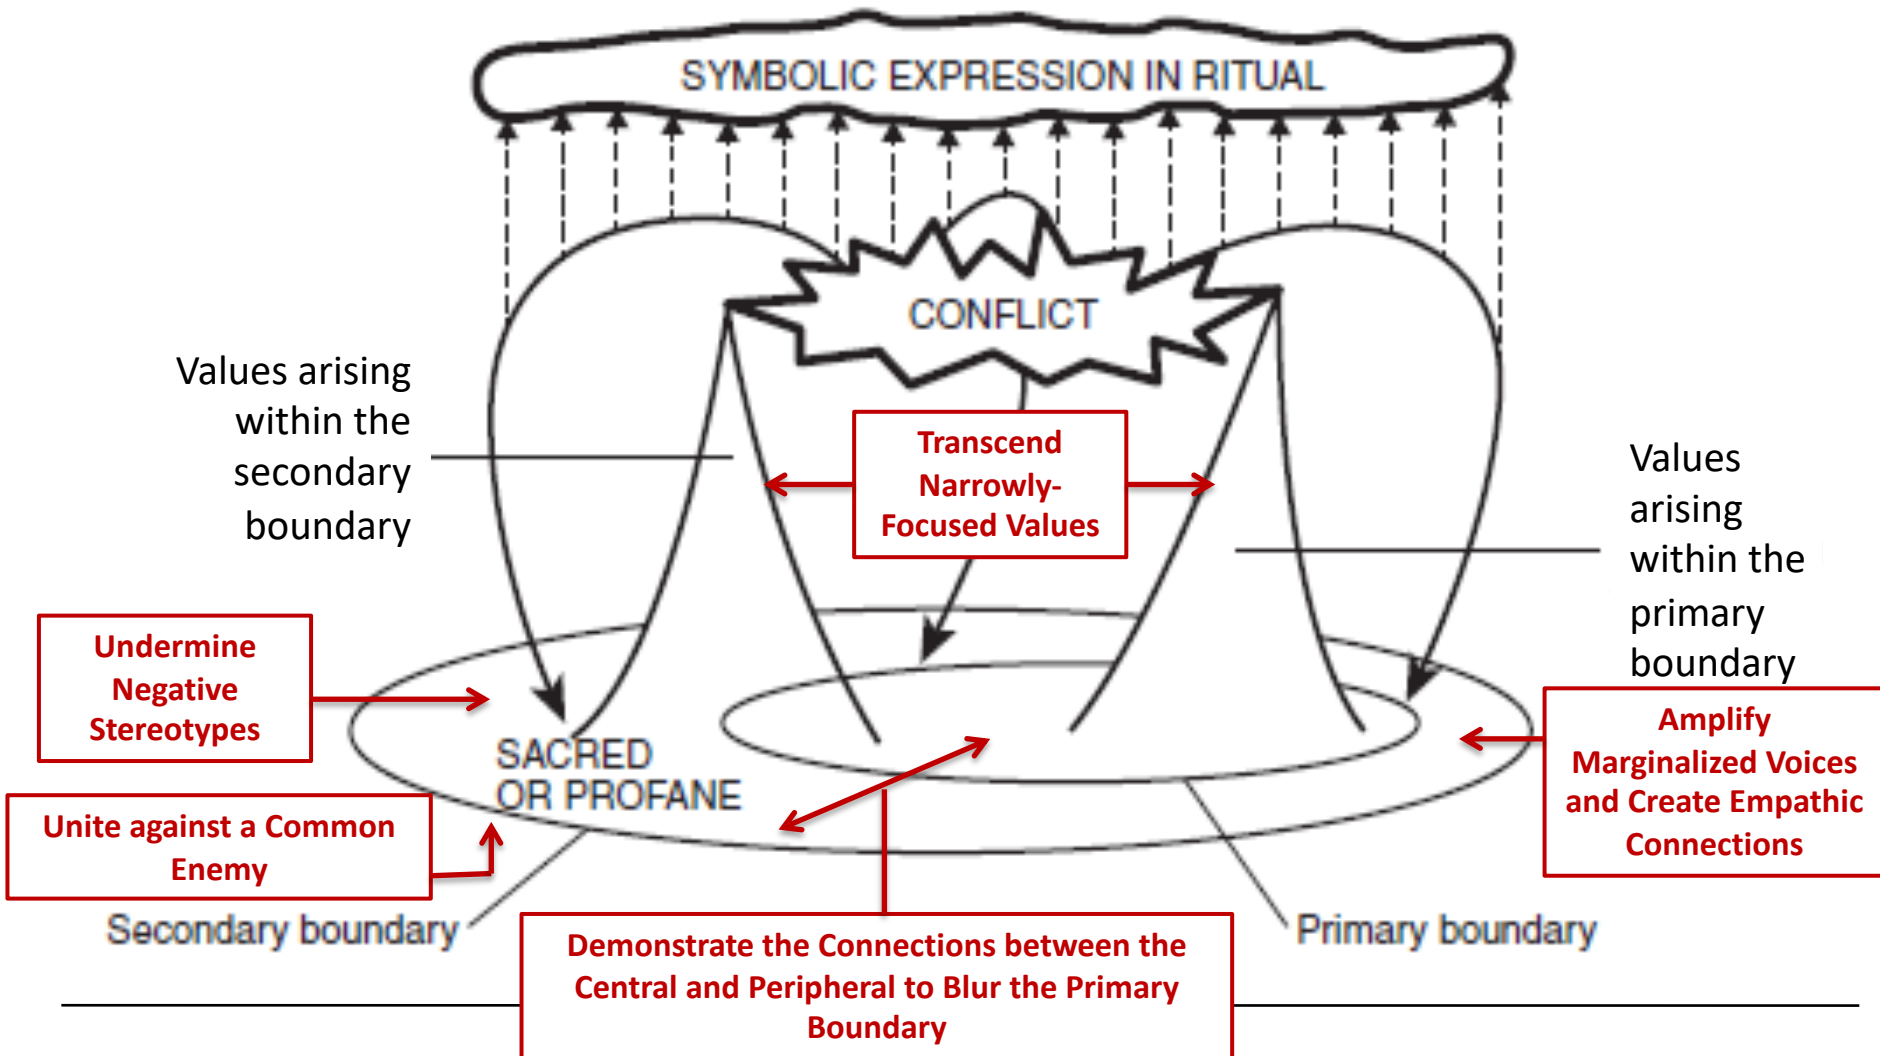 SYMBOLIC EXPRESSION IN RITUAL
CONFLICT
Values arising
within the
secondary
boundary
Transcend
Narrowly-
Focused Values
Values
arising
within the
primary
boundary
Undermine
Negative
Stereotypes
SACRED
OR PROFANE
Amplify
Marginalized Voices
and Create Empathic
Connections
Unite against a Common
Enemy
Secondary boundary
Primary boundary
Demonstrate the Connections between the
Central and Peripheral to Blur the Primary
Boundary